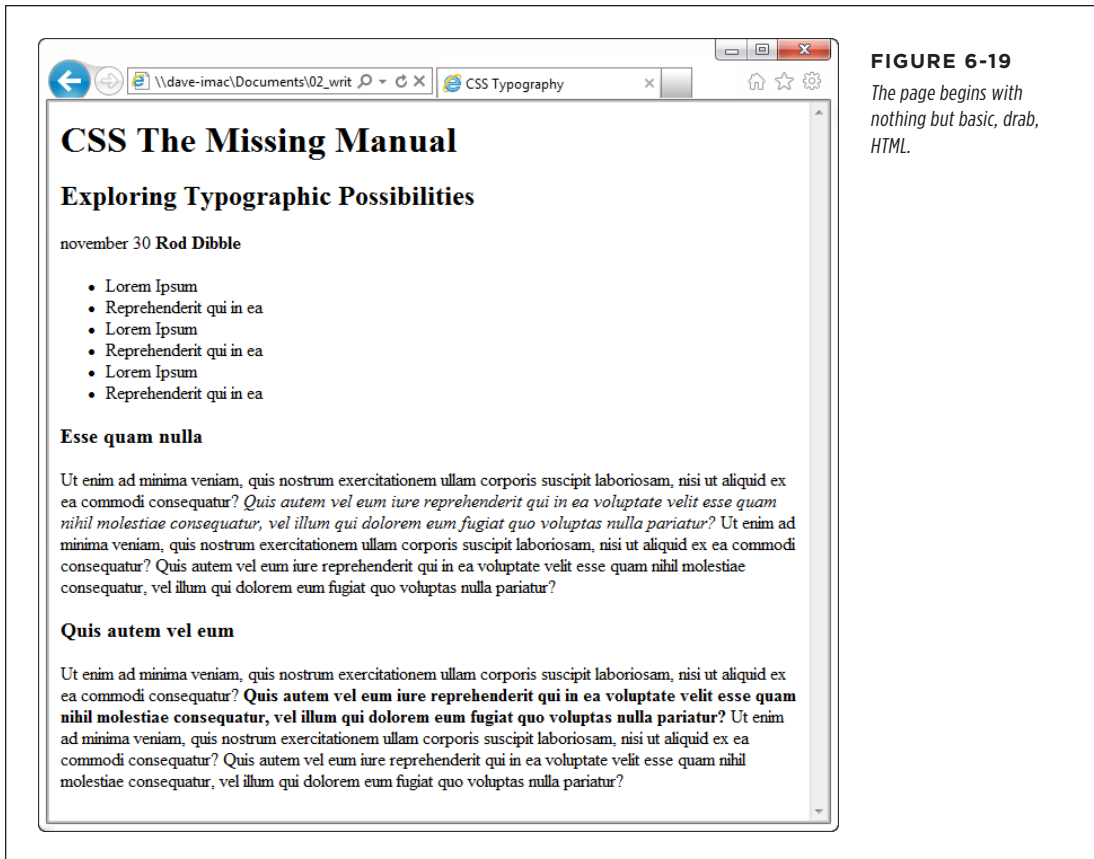 \\dave-imac\Documents\02_writ
CSS Typography
CSS The Missing Manual
Exploring Typographic Possibilities
november 30 Rod Dibble
• Lorem Ipsum
• Reprehenderit qui in ea
• Lorem Ipsum
• Reprehenderit qui in ea
• Lorem Ipsum
• Reprehenderit qui in ea
Esse quam nulla
Ut enim ad minima veniam, quis nostrum exercitationem ullam corporis suscipit laboriosam, nisi ut aliquid ex
ea commodi consequatur? Quis autem vel eum iure reprehenderit qui in ea voluptate velit esse quam
nihil molestiae consequatur, vel illum qui dolorem eum fugiat quo voluptas nulla pariatur? Ut enim ad
minima veniam, quis nostrum exercitationem ullam corporis suscipit laboriosam, nisi ut aliquid ex ea commodi
consequatur? Quis autem vel eum iure reprehenderit qui in ea voluptate velit esse quam nihil molestiae
consequatur, vel illum qui dolorem eum fugiat quo voluptas nulla pariatur?
Quis autem vel eum
Ut enim ad minima veniam, quis nostrum exercitationem ullam corporis suscipit laboriosam, nisi ut aliquid ex
ea commodi consequatur? Quis autem vel eum iure reprehenderit qui in ea voluptate velit esse quam
nihil molestiae consequatur, vel illum qui dolorem eum fugiat quo voluptas nulla pariatur? Ut enim
ad minima veniam, quis nostrum exercitationem ullam corporis suscipit laboriosam, nisi ut aliquid ex ea
commodi consequatur? Quis autem vel eum iure reprehenderit qui in ea voluptate velit esse quam nihil
molestiae consequatur, vel illum qui dolorem eum fugiat quo voluptas nulla pariatur?
FIGURE 6-19
The page begins with
nothing but basic, drab,
HTML.